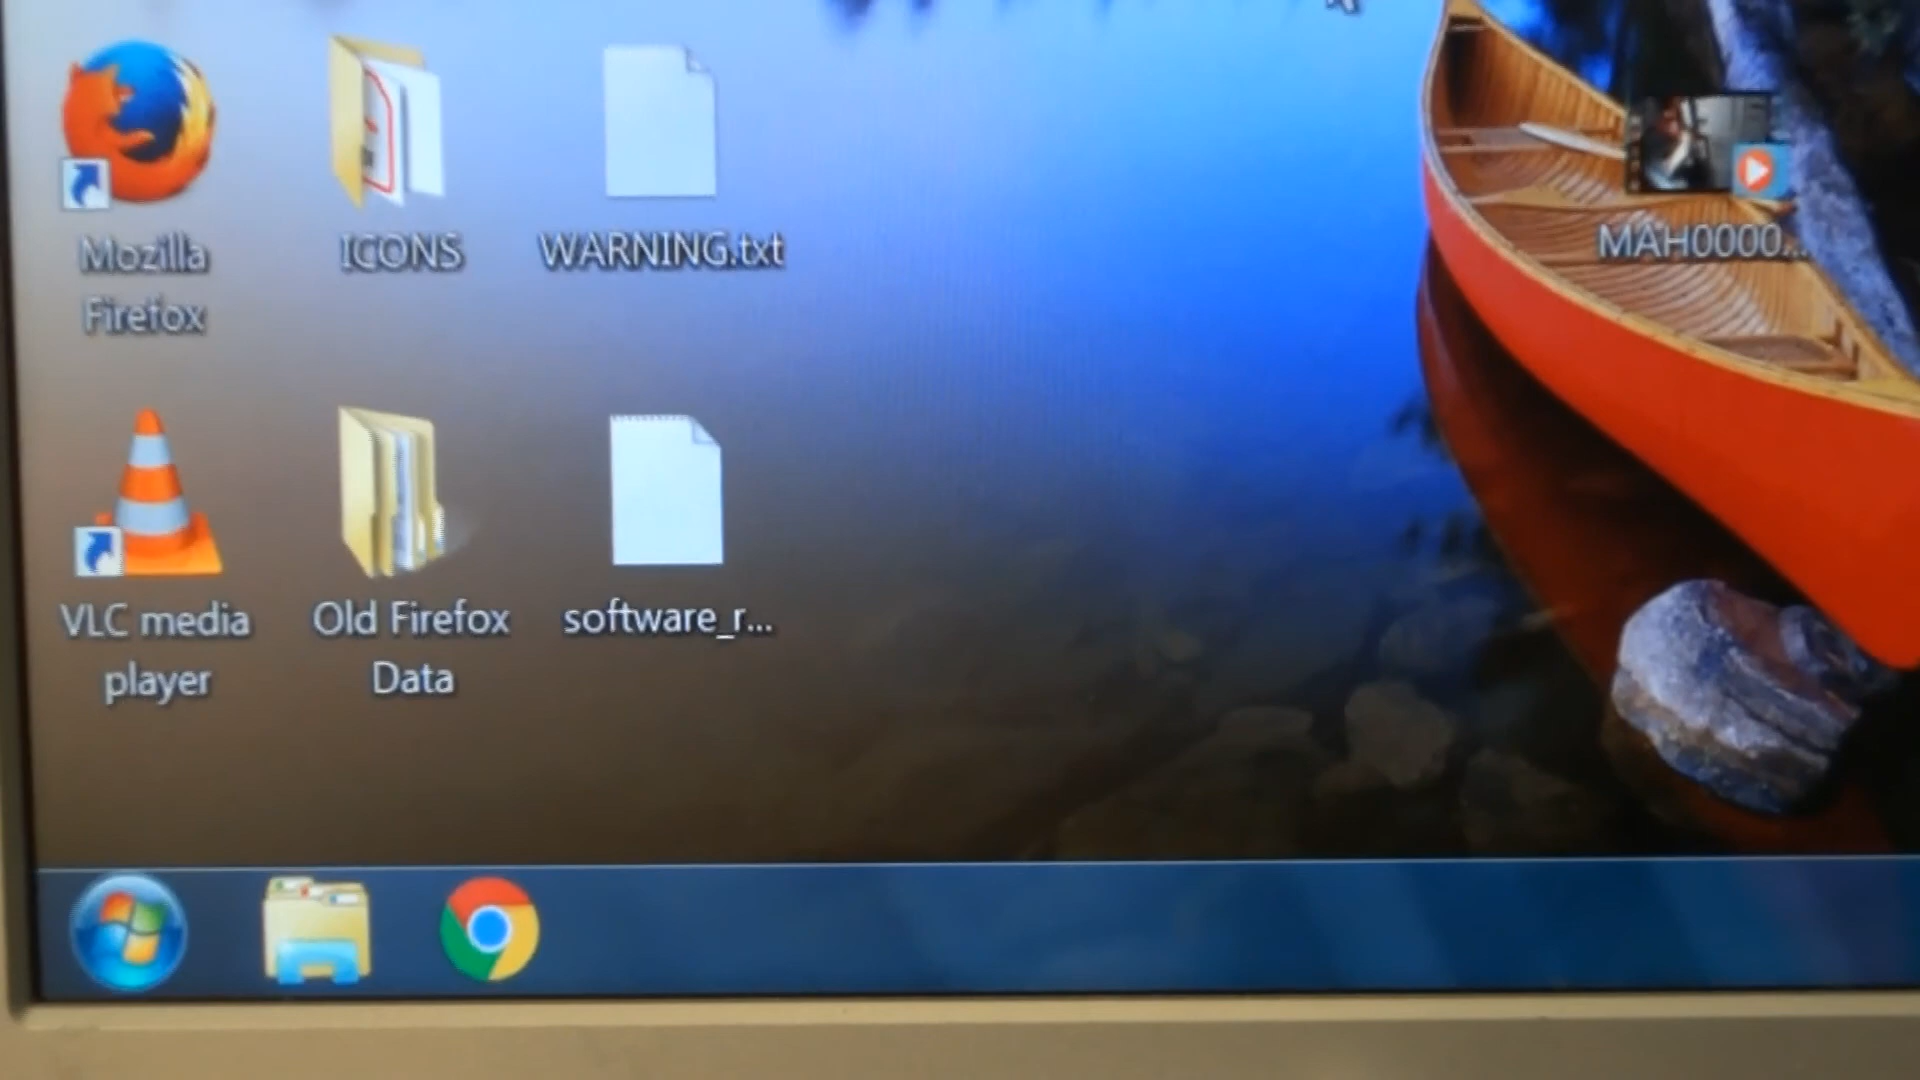 Mozilla
Firefox
ICONS
WARNING.txt
MAH0000...
VLC media
player
Old Firefox
Data
software_r...